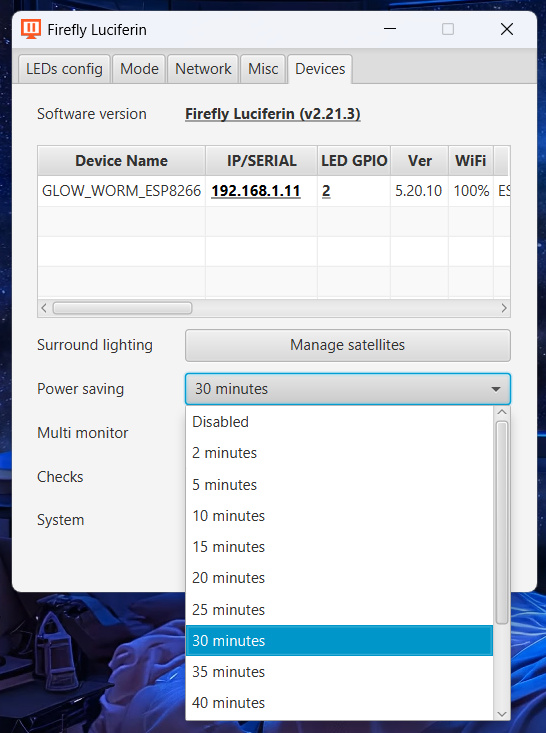 Firefly Luciferin
LEDs config Mode Network Misc Devices
Software version Firefly Luciferin (v2.21.3)
Device Name IP/SERIAL LED GPIO Ver WiFi
GLOW_WORM_ESP8266 192.168.1.11 2 5.20.10 100% ES
Surround lighting Manage satellites
Power saving 30 minutes
Multi monitor
Checks
System
Disabled
2 minutes
5 minutes
10 minutes
15 minutes
20 minutes
25 minutes
30 minutes
35 minutes
40 minutes